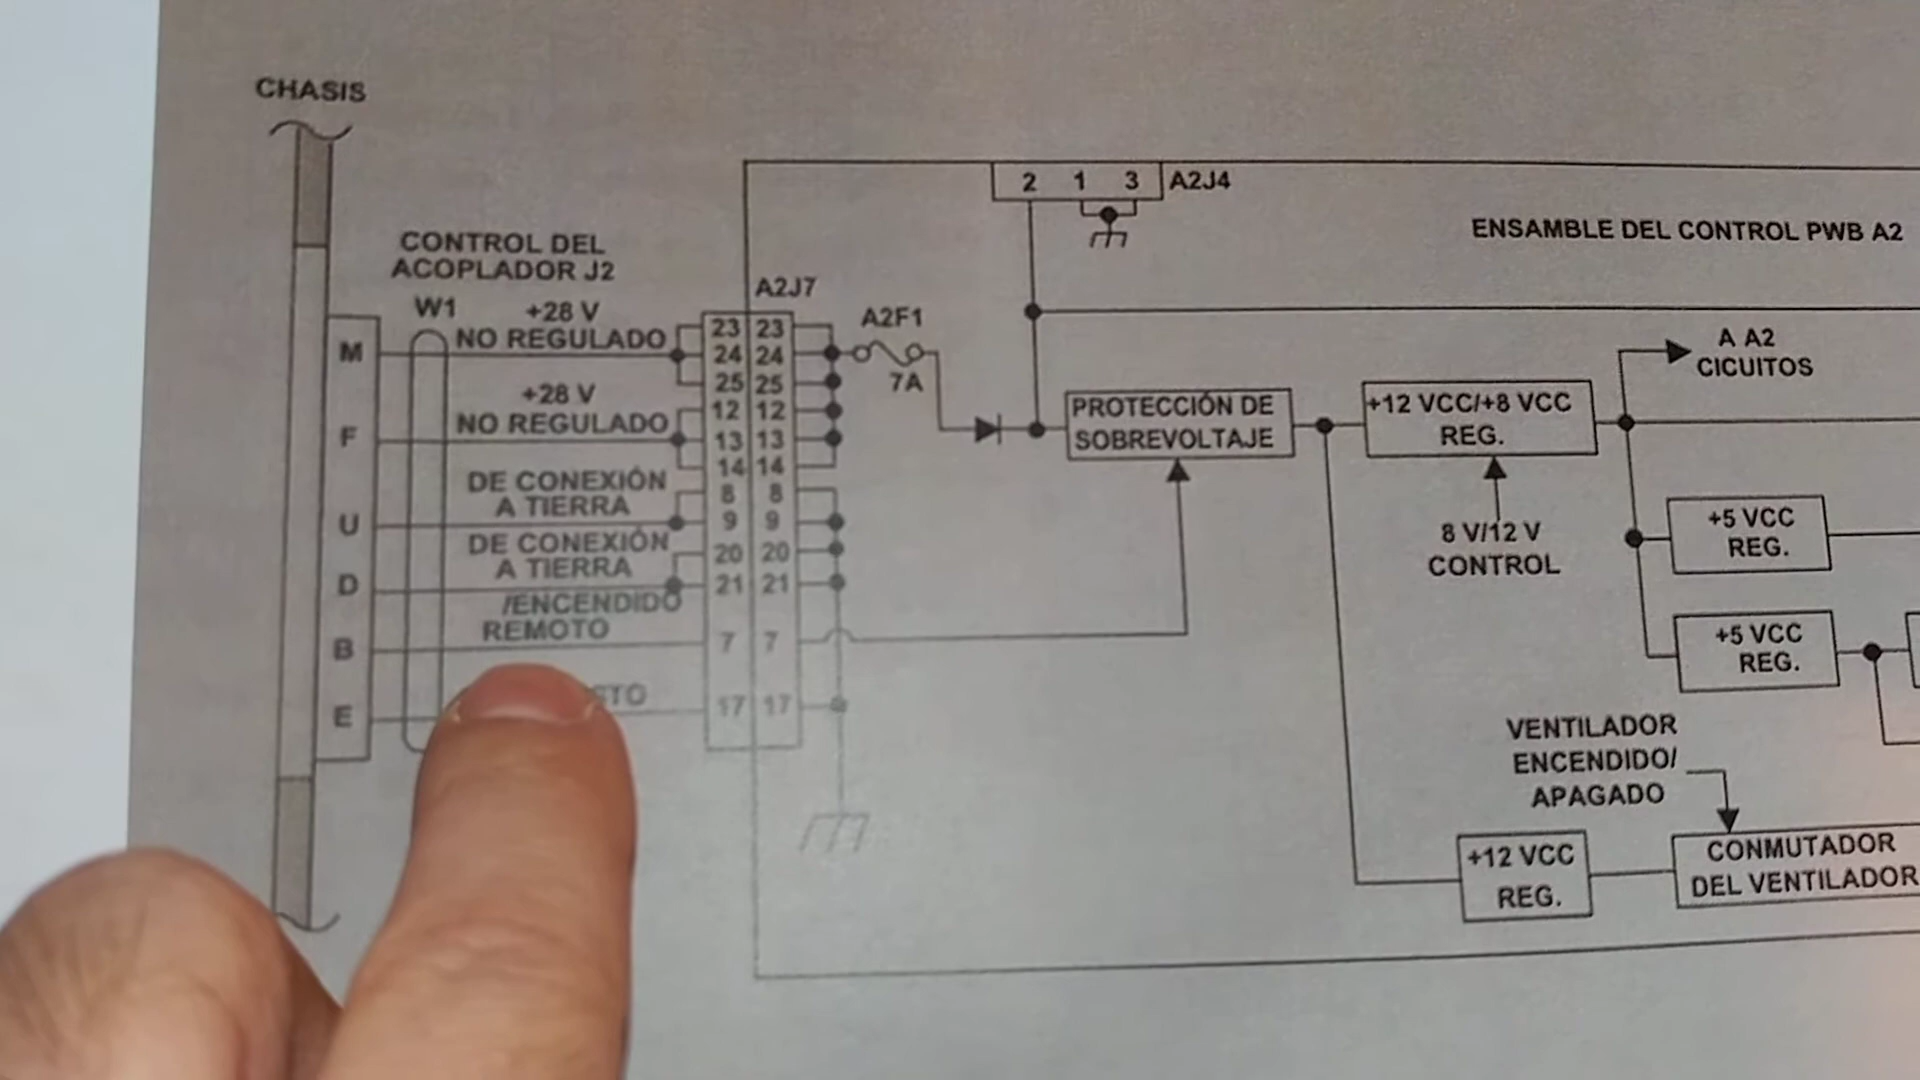 CHASIS
2 1 3 A2J4
ENSAMBLE DEL CONTROL PWB A2
CONTROL DEL
ACOPLADOR J2
A2J7
W1
+28 V
NO REGULADO
M
23 23
24 24
25 25
A2F1
7A
+28 V
NO REGULADO
F
12 12
13 13
14 14
DE CONEXIÓN
A TIERRA
U
8 8
9 9
DE CONEXIÓN
A TIERRA
D
20 20
21 21
/ENCENDIDO
REMOTO
B
7 7
E
17 17
PROTECCIÓN DE
SOBREVOLTAJE
+12 VCC/+8 VCC
REG.
A A2
CICUITOS
8 V/12 V
CONTROL
+5 VCC
REG.
+5 VCC
REG.
VENTILADOR
ENCENDIDO/
APAGADO
+12 VCC
REG.
CONMUTADOR
DEL VENTILADOR